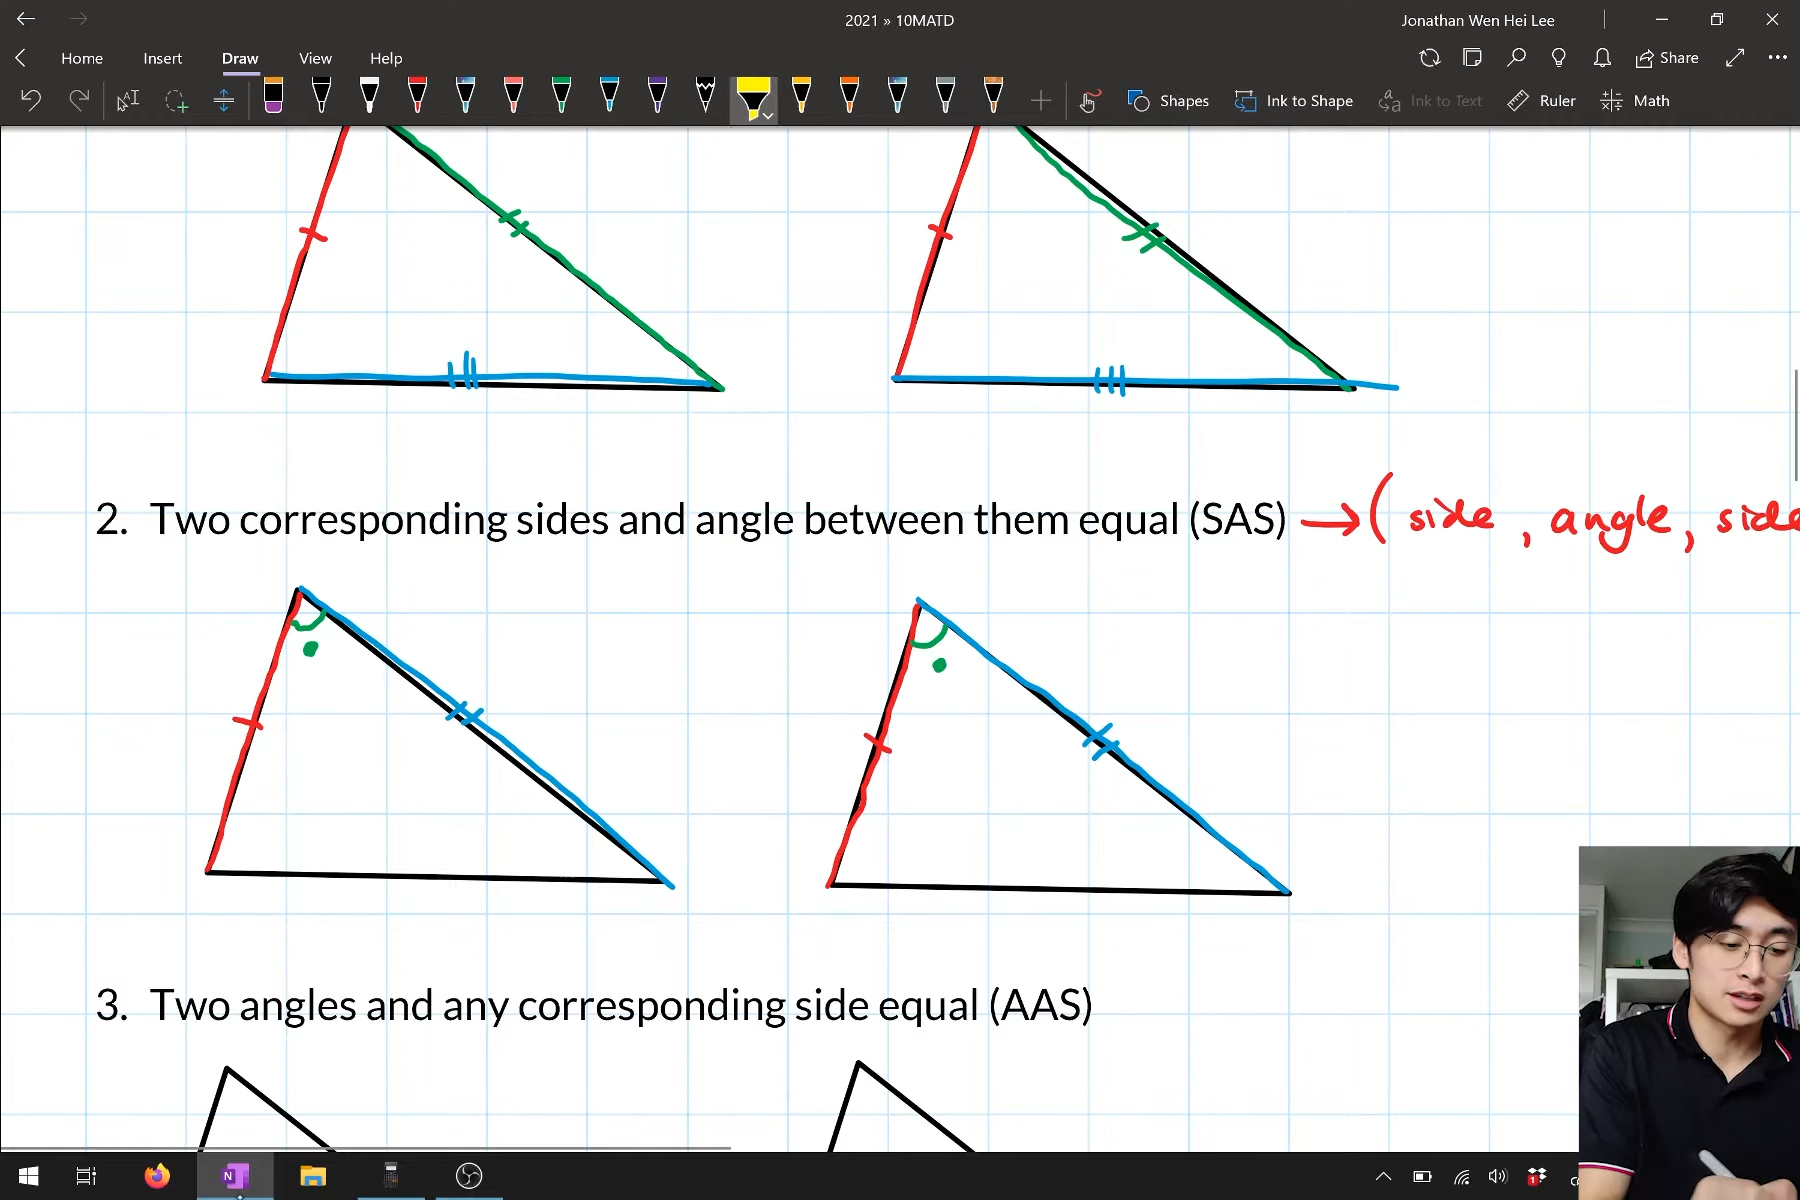 2021 » 10MATD
Jonathan Wen Hei Lee
Home Insert Draw View Help
Share
Shapes Ink to Shape Ink to Text Ruler Math
2. Two corresponding sides and angle between them equal (SAS) → ( side , angle, side
3. Two angles and any corresponding side equal (AAS)